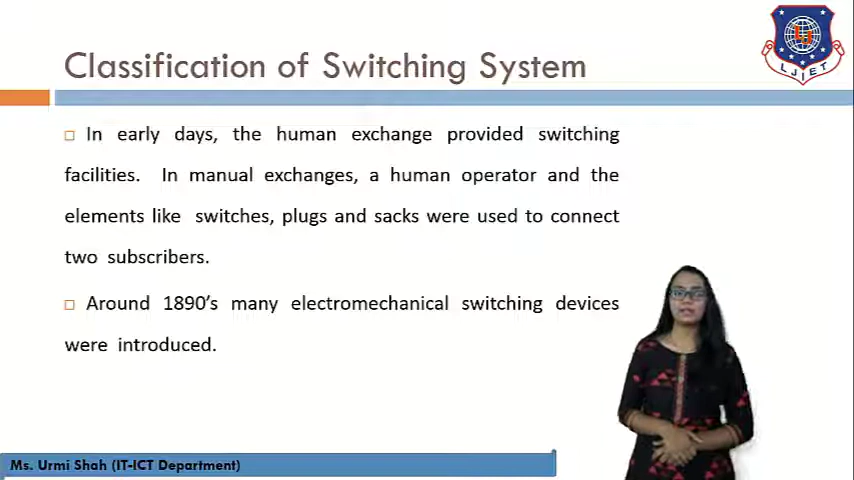 Classification of Switching System
LJIET
In early days, the human exchange provided switching
facilities. In manual exchanges, a human operator and the
elements like switches, plugs and sacks were used to connect
two subscribers.
Around 1890’s many electromechanical switching devices
were introduced.
Ms. Urmi Shah (IT-ICT Department)